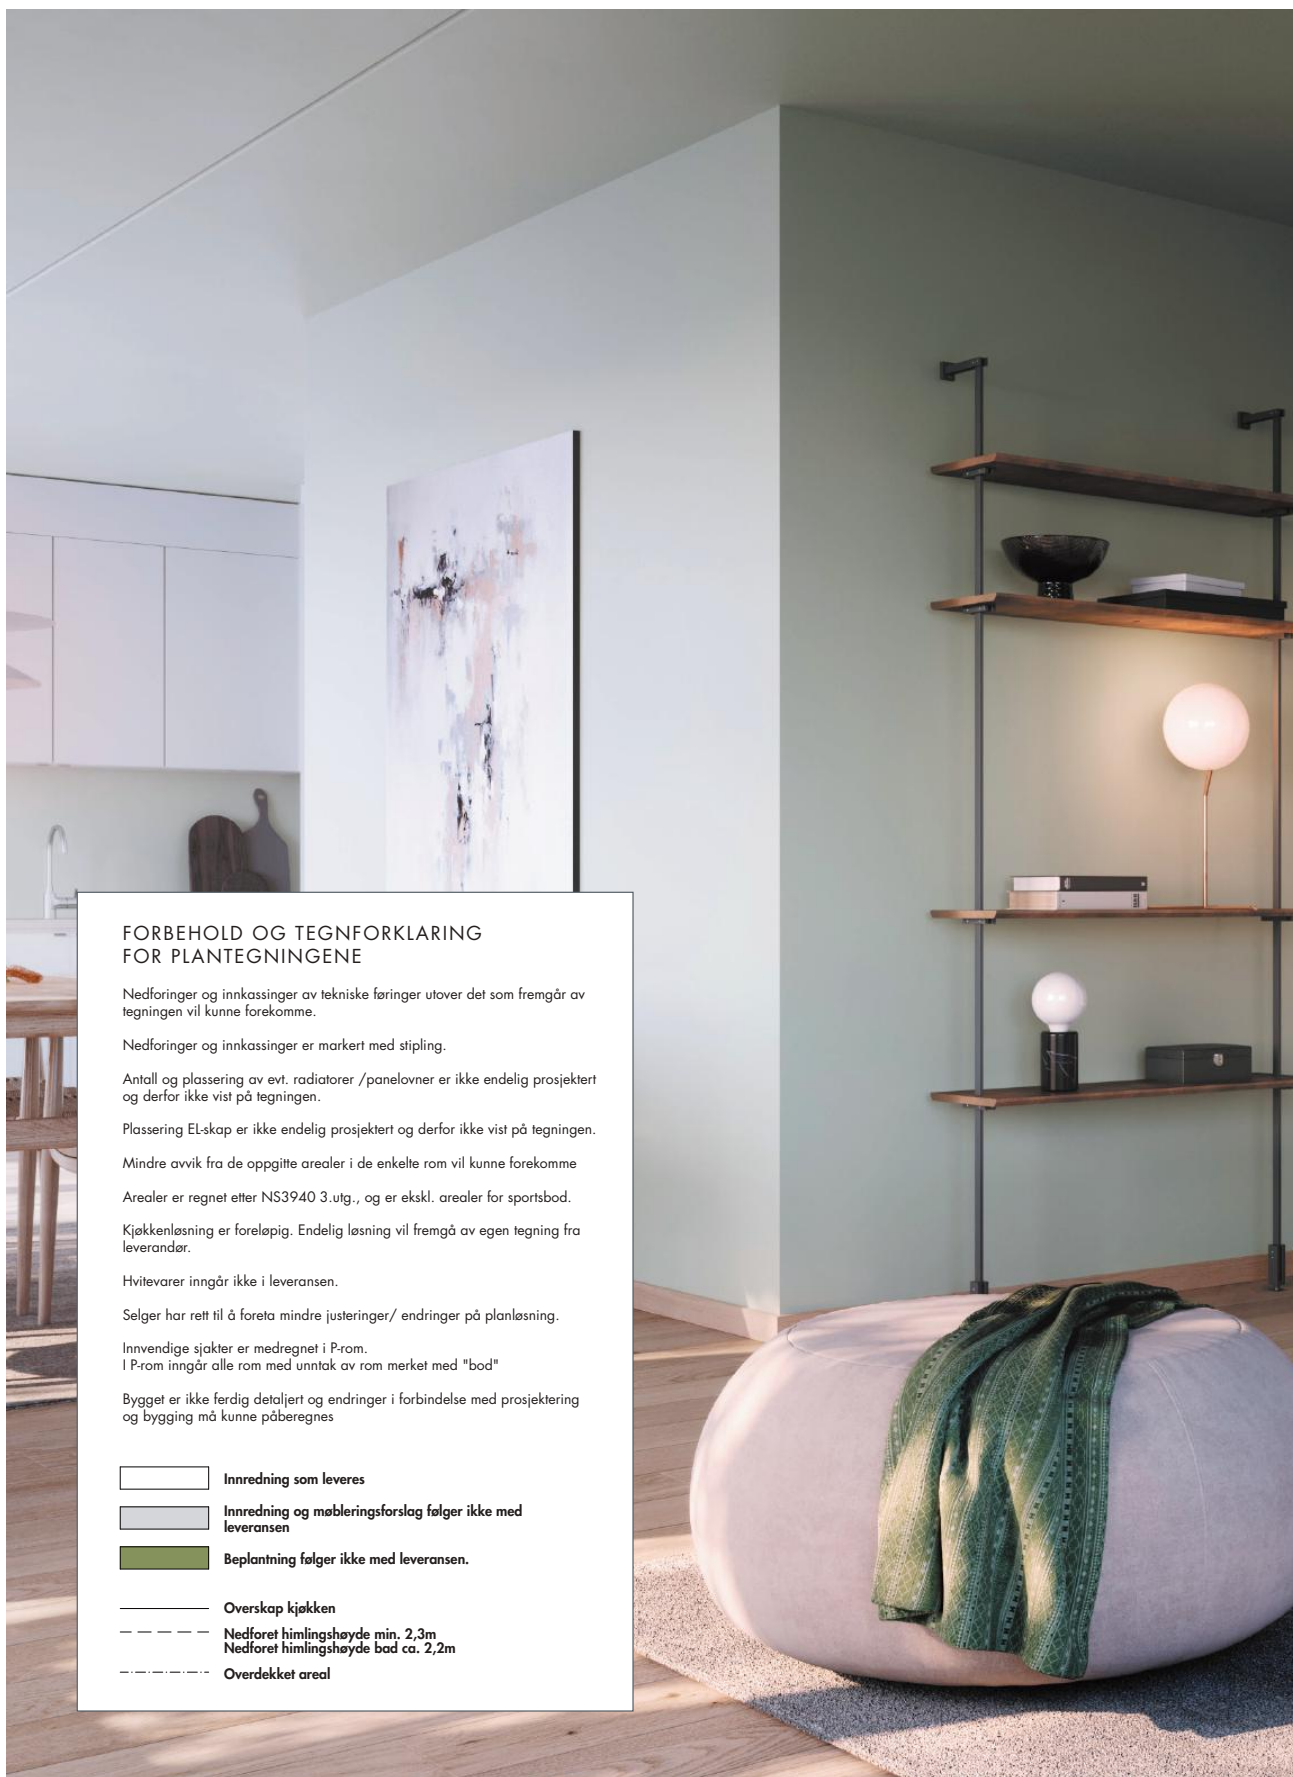 FORBEHOLD OG TEGNFORKLARING
FOR PLANTEGNINGENE
Nedforinger og innkassinger av tekniske føringer utover det som fremgår av
tegningen vil kunne forekomme.
Nedforinger og innkassinger er markert med stipling.
Antall og plassering av evt. radiatorer /panelovner er ikke endelig prosjektert
og derfor ikke vist på tegningen.
Plassering EL-skap er ikke endelig prosjektert og derfor ikke vist på tegningen.
Mindre avvik fra de oppgitte arealer i de enkelte rom vil kunne forekomme
Arealer er regnet etter NS3940 3.utg., og er ekskl. arealer for sportsbod.
Kjøkkenløsning er foreløpig. Endelig løsning vil fremgå av egen tegning fra
leverandør.
Hvitevarer inngår ikke i leveransen.
Selger har rett til å foreta mindre justeringer/ endringer på planløsning.
Innvendige sjakter er medregnet i P-rom.
I P-rom inngår alle rom med unntak av rom merket med "bod"
Bygget er ikke ferdig detaljert og endringer i forbindelse med prosjektering
og bygging må kunne påberegnes
Innredning som leveres
Innredning og møbleringsforslag følger ikke med
leveransen
Beplantning følger ikke med leveransen.
Overskap kjøkken
Nedforet himlingshøyde min. 2,3m
Nedforet himlingshøyde bad ca. 2,2m
Overdekket areal